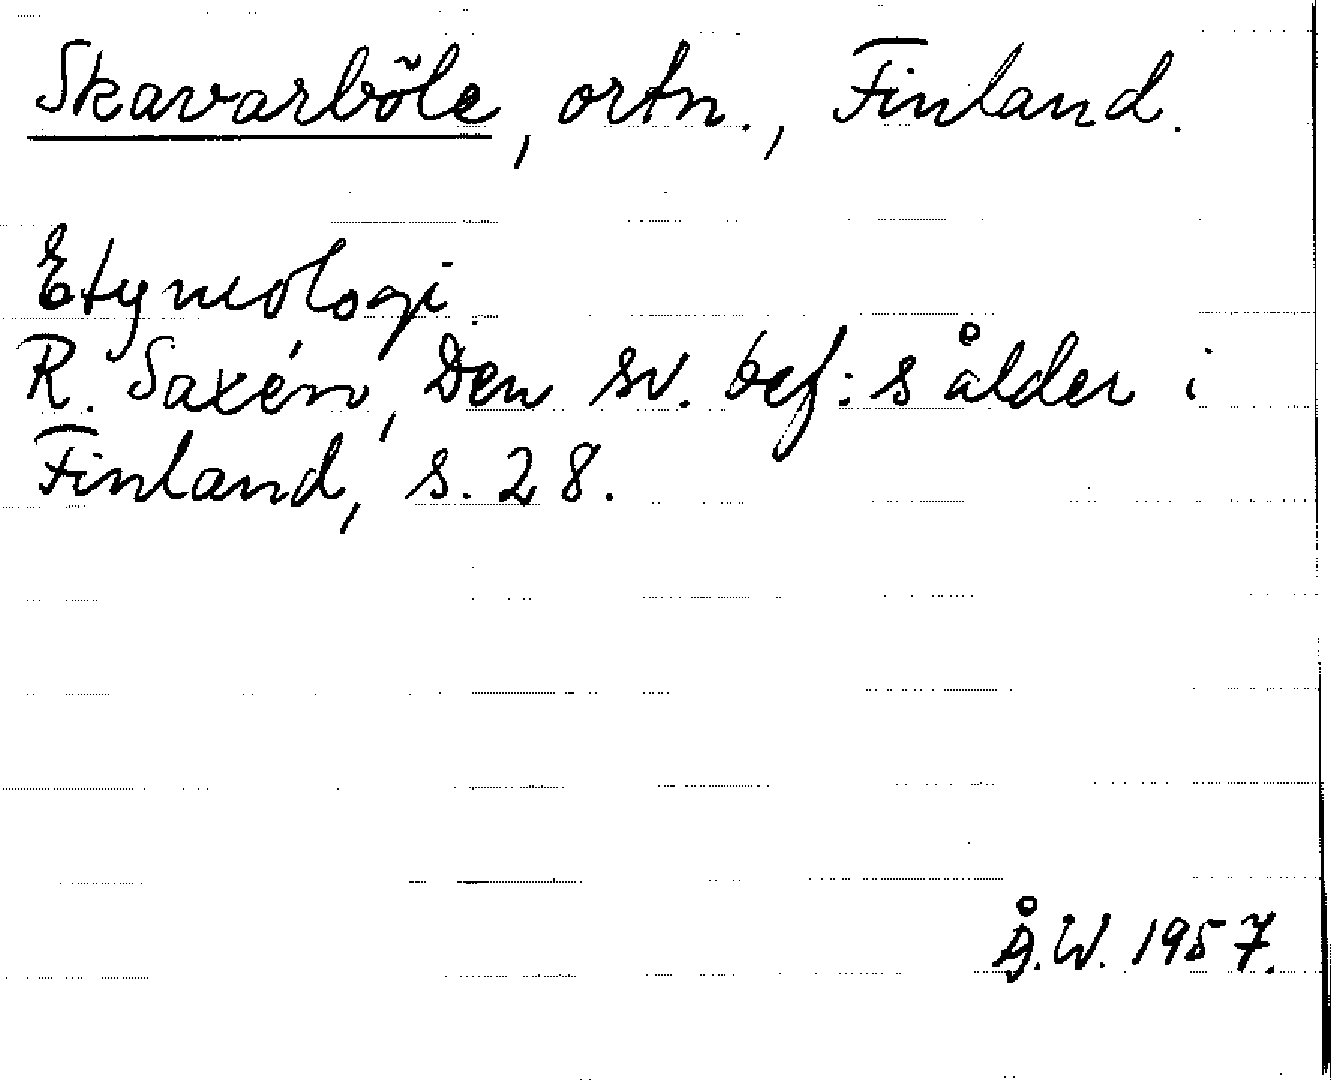 Skavarböle, ortn., Finland.
Etymologi.
R. Saxén, Den sv. bef:s ålder i
Finland, s. 28.
Å.W. 1957.